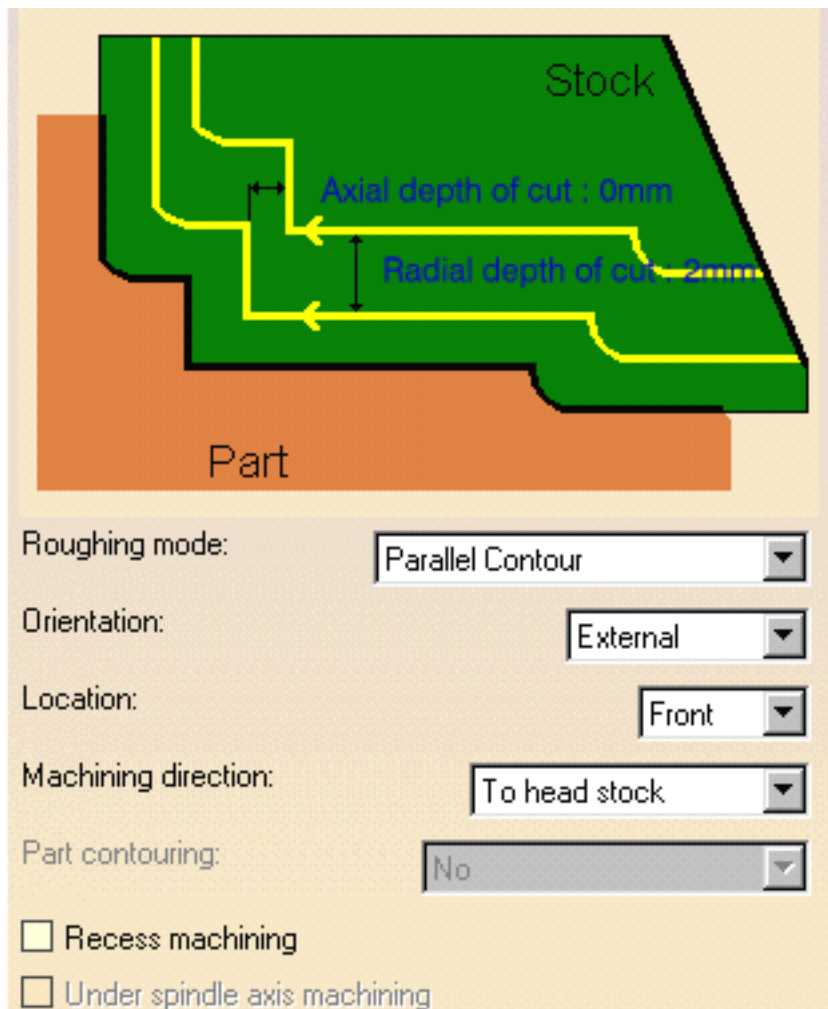 Stock
Axial depth of cut : 0mm
Radial depth of cut : 2mm
Part
Roughing mode: Parallel Contour
Orientation: External
Location: Front
Machining direction: To head stock
Part contouring: No
Recess machining
Under spindle axis machining